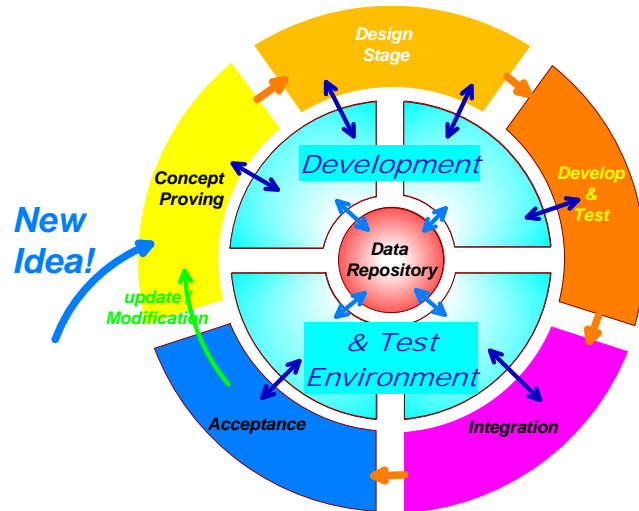 Design
Stage
Concept
Proving
Development
Develop
&
Test
New
Idea!
Data
Repository
update /
Modification
& Test
Environment
Acceptance
Integration